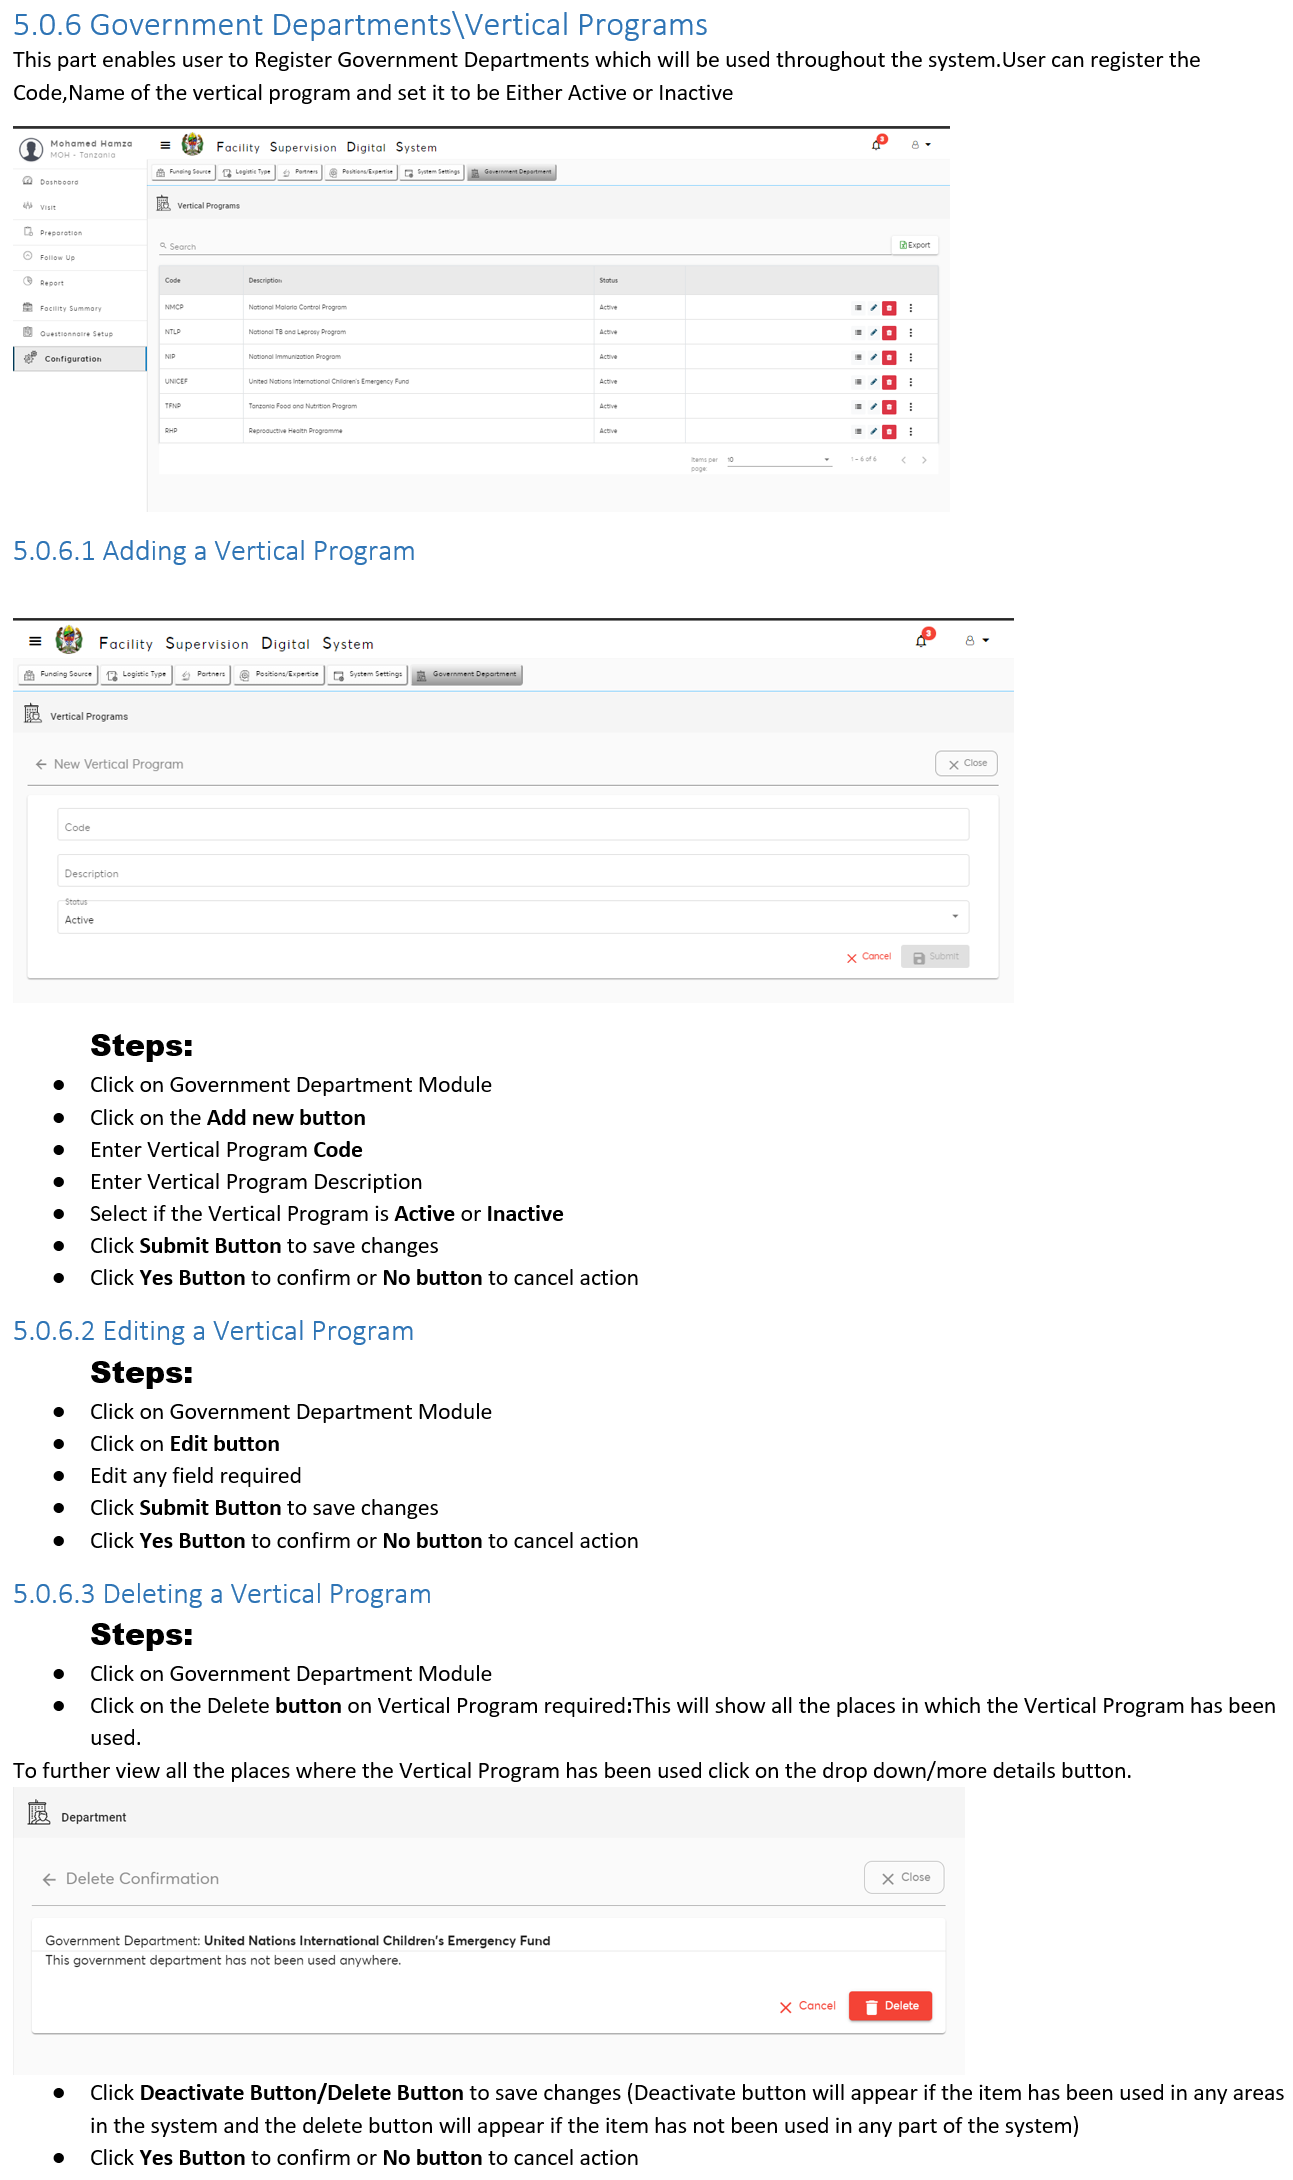 5.0.6 Government Departments\Vertical Programs
This part enables user to Register Government Departments which will be used throughout the system.User can register the
Code,Name of the vertical program and set it to be Either Active or Inactive
Mohamed Hamza
MOH - Tanzania
Facility Supervision Digital System
3
Funding Source
Logistic Type
Partners
Positions/Expertise
System Settings
Government Department
Dashboard
Visit
Preparation
Follow Up
Report
Facility Summary
Questionnaire Setup
Configuration
Vertical Programs
Search
Export
Code Description Status
NMCP National Malaria Control Program Active
NTLP National TB and Leprosy Program Active
NIP National Immunization Program Active
UNICEF United Nations International Children's Emergency Fund Active
TFNP Tanzania Food and Nutrition Program Active
RHP Reproductive Health Programme Active
Items per page: 10 1 - 6 of 6
5.0.6.1 Adding a Vertical Program
Facility Supervision Digital System
3
Funding Source
Logistic Type
Partners
Positions/Expertise
System Settings
Government Department
Vertical Programs
New Vertical Program
Close
Code
Description
Status
Active
Cancel
Submit
Steps:
● Click on Government Department Module
● Click on the Add new button
● Enter Vertical Program Code
● Enter Vertical Program Description
● Select if the Vertical Program is Active or Inactive
● Click Submit Button to save changes
● Click Yes Button to confirm or No button to cancel action
5.0.6.2 Editing a Vertical Program
Steps:
● Click on Government Department Module
● Click on Edit button
● Edit any field required
● Click Submit Button to save changes
● Click Yes Button to confirm or No button to cancel action
5.0.6.3 Deleting a Vertical Program
Steps:
● Click on Government Department Module
● Click on the Delete button on Vertical Program required:This will show all the places in which the Vertical Program has been
used.
To further view all the places where the Vertical Program has been used click on the drop down/more details button.
Department
Delete Confirmation
Close
Government Department: United Nations International Children's Emergency Fund
This government department has not been used anywhere.
Cancel
Delete
● Click Deactivate Button/Delete Button to save changes (Deactivate button will appear if the item has been used in any areas
in the system and the delete button will appear if the item has not been used in any part of the system)
● Click Yes Button to confirm or No button to cancel action